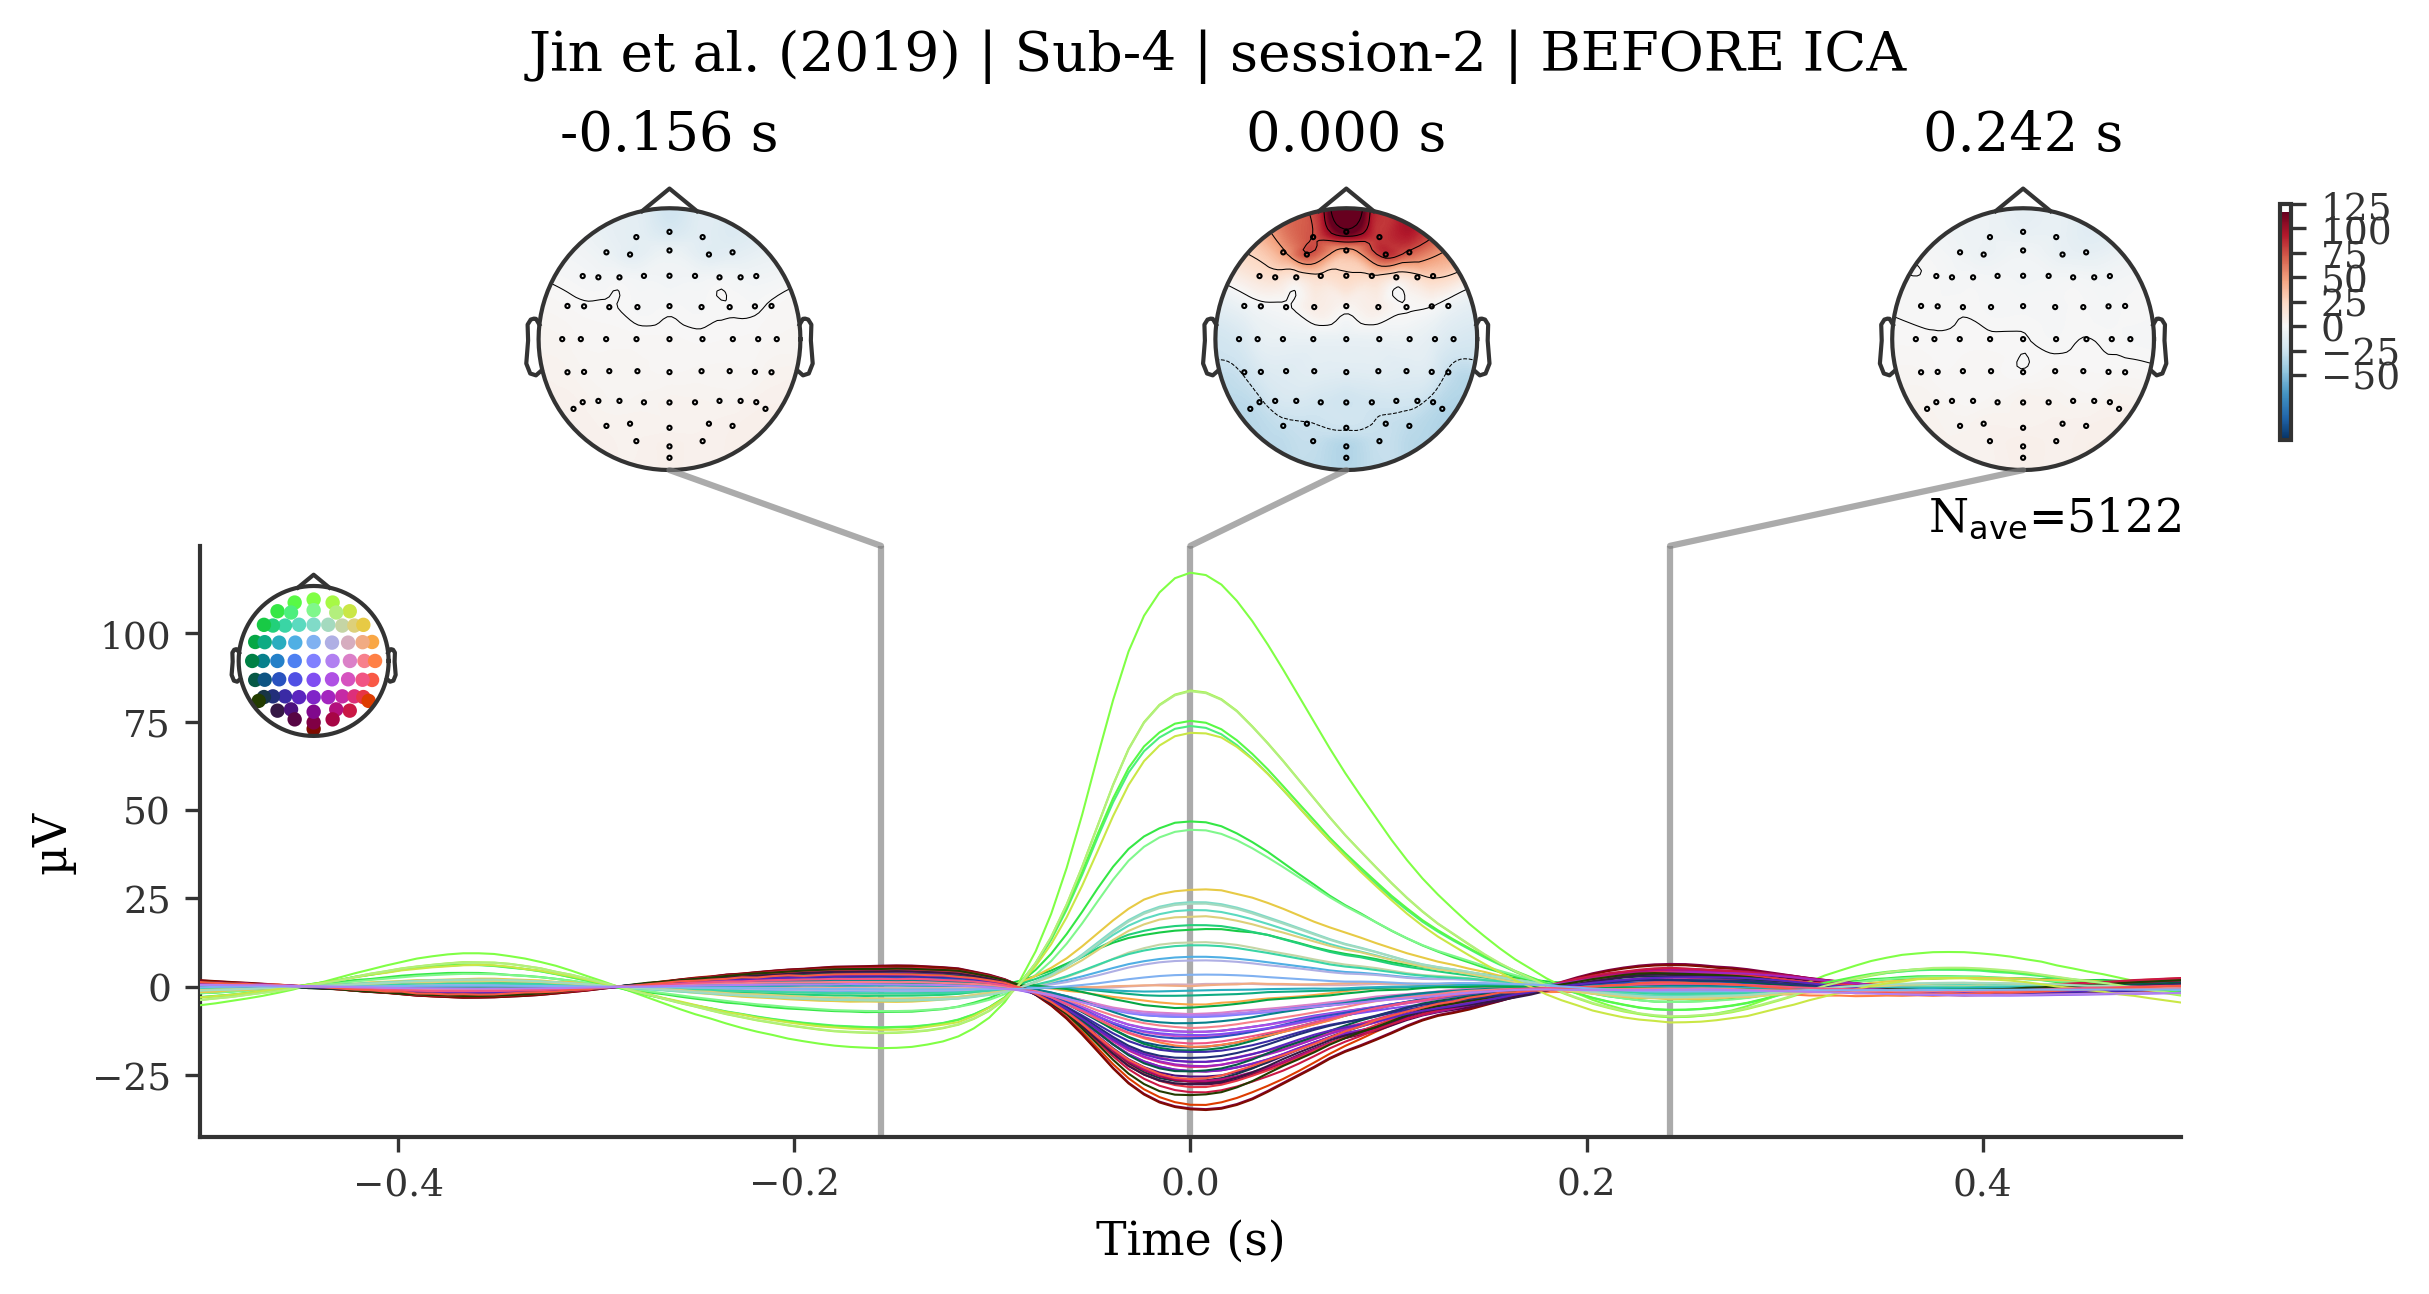 Jin et al. (2019) | Sub-4 | session-2 | BEFORE ICA
-0.156 s
0.000 s
0.242 s
125
100
75
50
25
0
−25
−50
Nave=5122
100
75
50
25
0
−25
µV
−0.4
−0.2
0.0
0.2
0.4
Time (s)